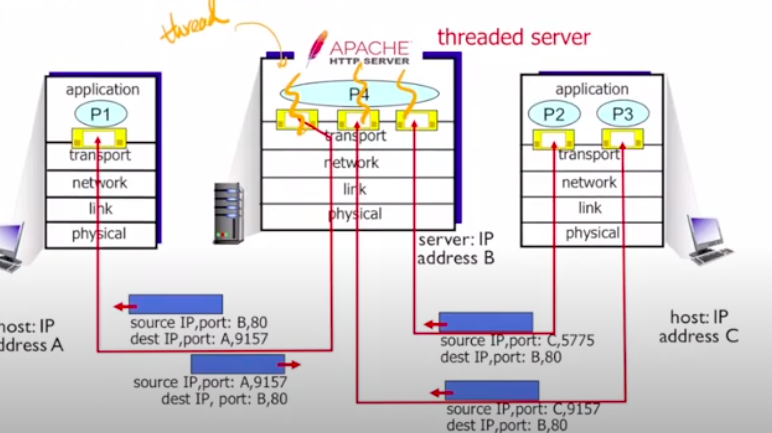 thread
APACHE
HTTP SERVER
threaded server
application
P1
transport
network
link
physical
P4
transport
network
link
physical
application
P2
P3
transport
network
link
physical
server: IP
address B
host: IP
address C
host: IP
address A
source IP,port: B,80
dest IP,port: A,9157
source IP,port: A,9157
dest IP, port: B,80
source IP,port: C,5775
dest IP,port: B,80
source IP,port: C,9157
dest IP,port: B,80